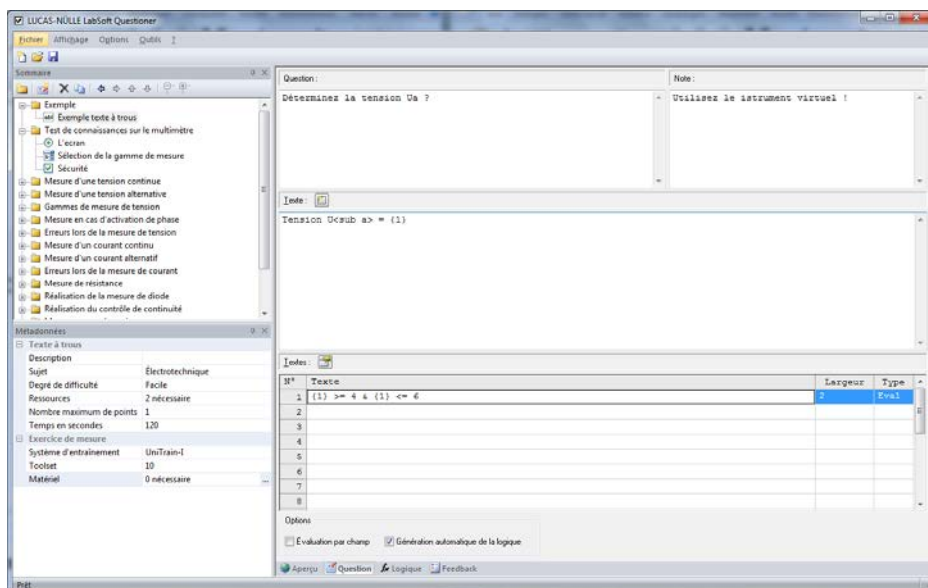 LUCAS-NÜLLE LabSoft Questioner
Fichier Affichage Options Outils ?
Sommaire
Exemple
Exemple texte à trous
Test de connaissances sur le multimètre
L'ecran
Sélection de la gamme de mesure
Sécurité
Mesure d'une tension continue
Mesure d'une tension alternative
Gammes de mesure de tension
Mesure en cas d'activation de phase
Erreurs lors de la mesure de tension
Mesure d'un courant continu
Mesure d'un courant alternatif
Erreurs lors de la mesure de courant
Mesure de résistance
Réalisation de la mesure de diode
Réalisation du contrôle de continuité
Métadonnées
Texte à trous
Description
Sujet Électrotechnique
Degré de difficulté Facile
Ressources 2 nécessaire
Nombre maximum de points 1
Temps en secondes 120
Exercice de mesure
Système d'entraînement UniTrain-I
Toolset 10
Matériel 0 nécessaire ...
Prêt
Question :
Déterminez la tension Ua ?
Note :
Utilisez le istrument virtuel !
Texte :
Tension U<sub a> = {1}
Textes :
N° Texte Largeur Type
1 {1} >= 4 & {1} <= 6 2 Eval
2
3
4
5
6
7
8
Options
Évaluation par champ Génération automatique de la logique
Aperçu Question Logique Feedback